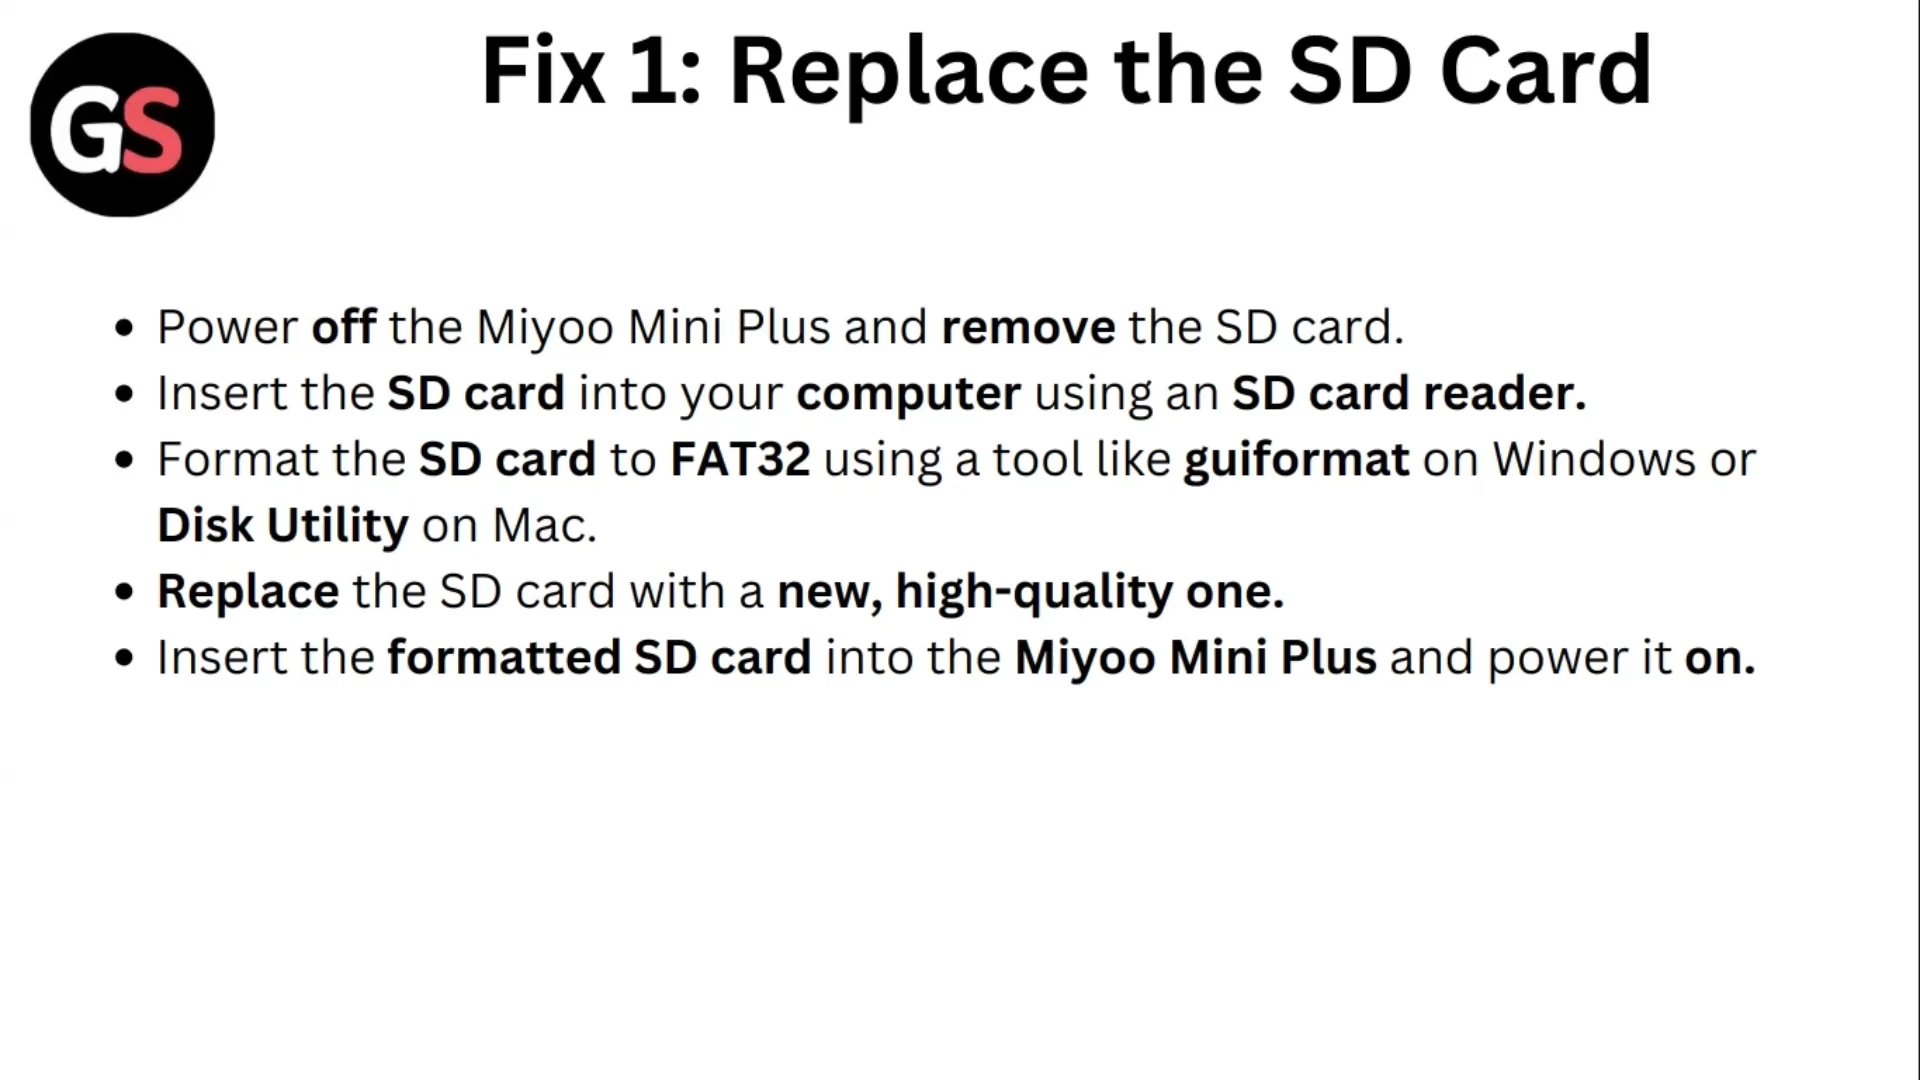 GS
Fix 1: Replace the SD Card
• Power off the Miyoo Mini Plus and remove the SD card.
• Insert the SD card into your computer using an SD card reader.
• Format the SD card to FAT32 using a tool like guiformat on Windows or
Disk Utility on Mac.
• Replace the SD card with a new, high-quality one.
• Insert the formatted SD card into the Miyoo Mini Plus and power it on.